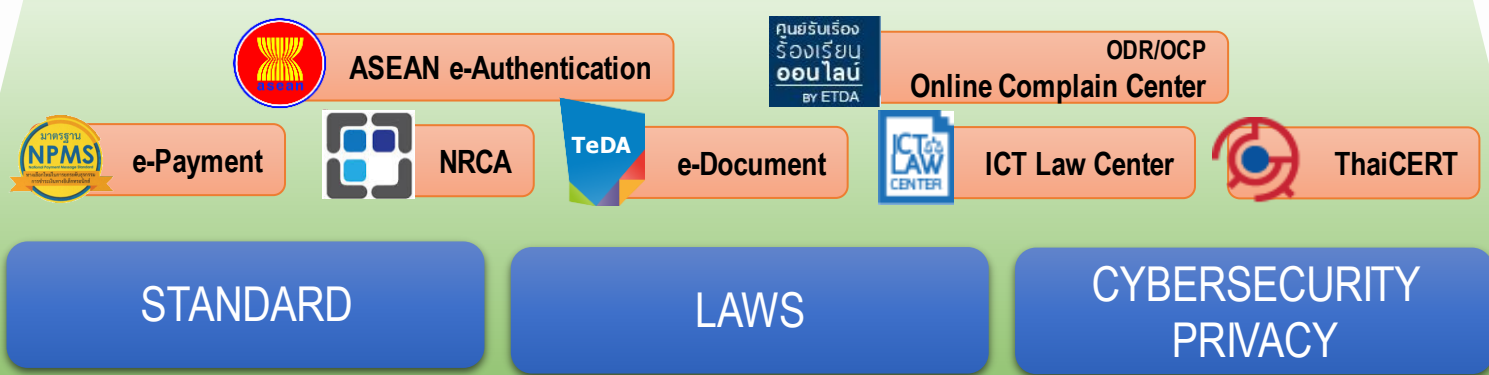 asean
ASEAN e-Authentication
ศูนย์รับเรื่อง
ร้องเรียน
ออนไลน์
BY ETDA
ODR/OCP
Online Complain Center
มาตรฐาน
NPMS
e-Payment
NRCA
TeDA
e-Document
ICT
LAW
CENTER
ICT Law Center
ThaiCERT
STANDARD
LAWS
CYBERSECURITY
PRIVACY